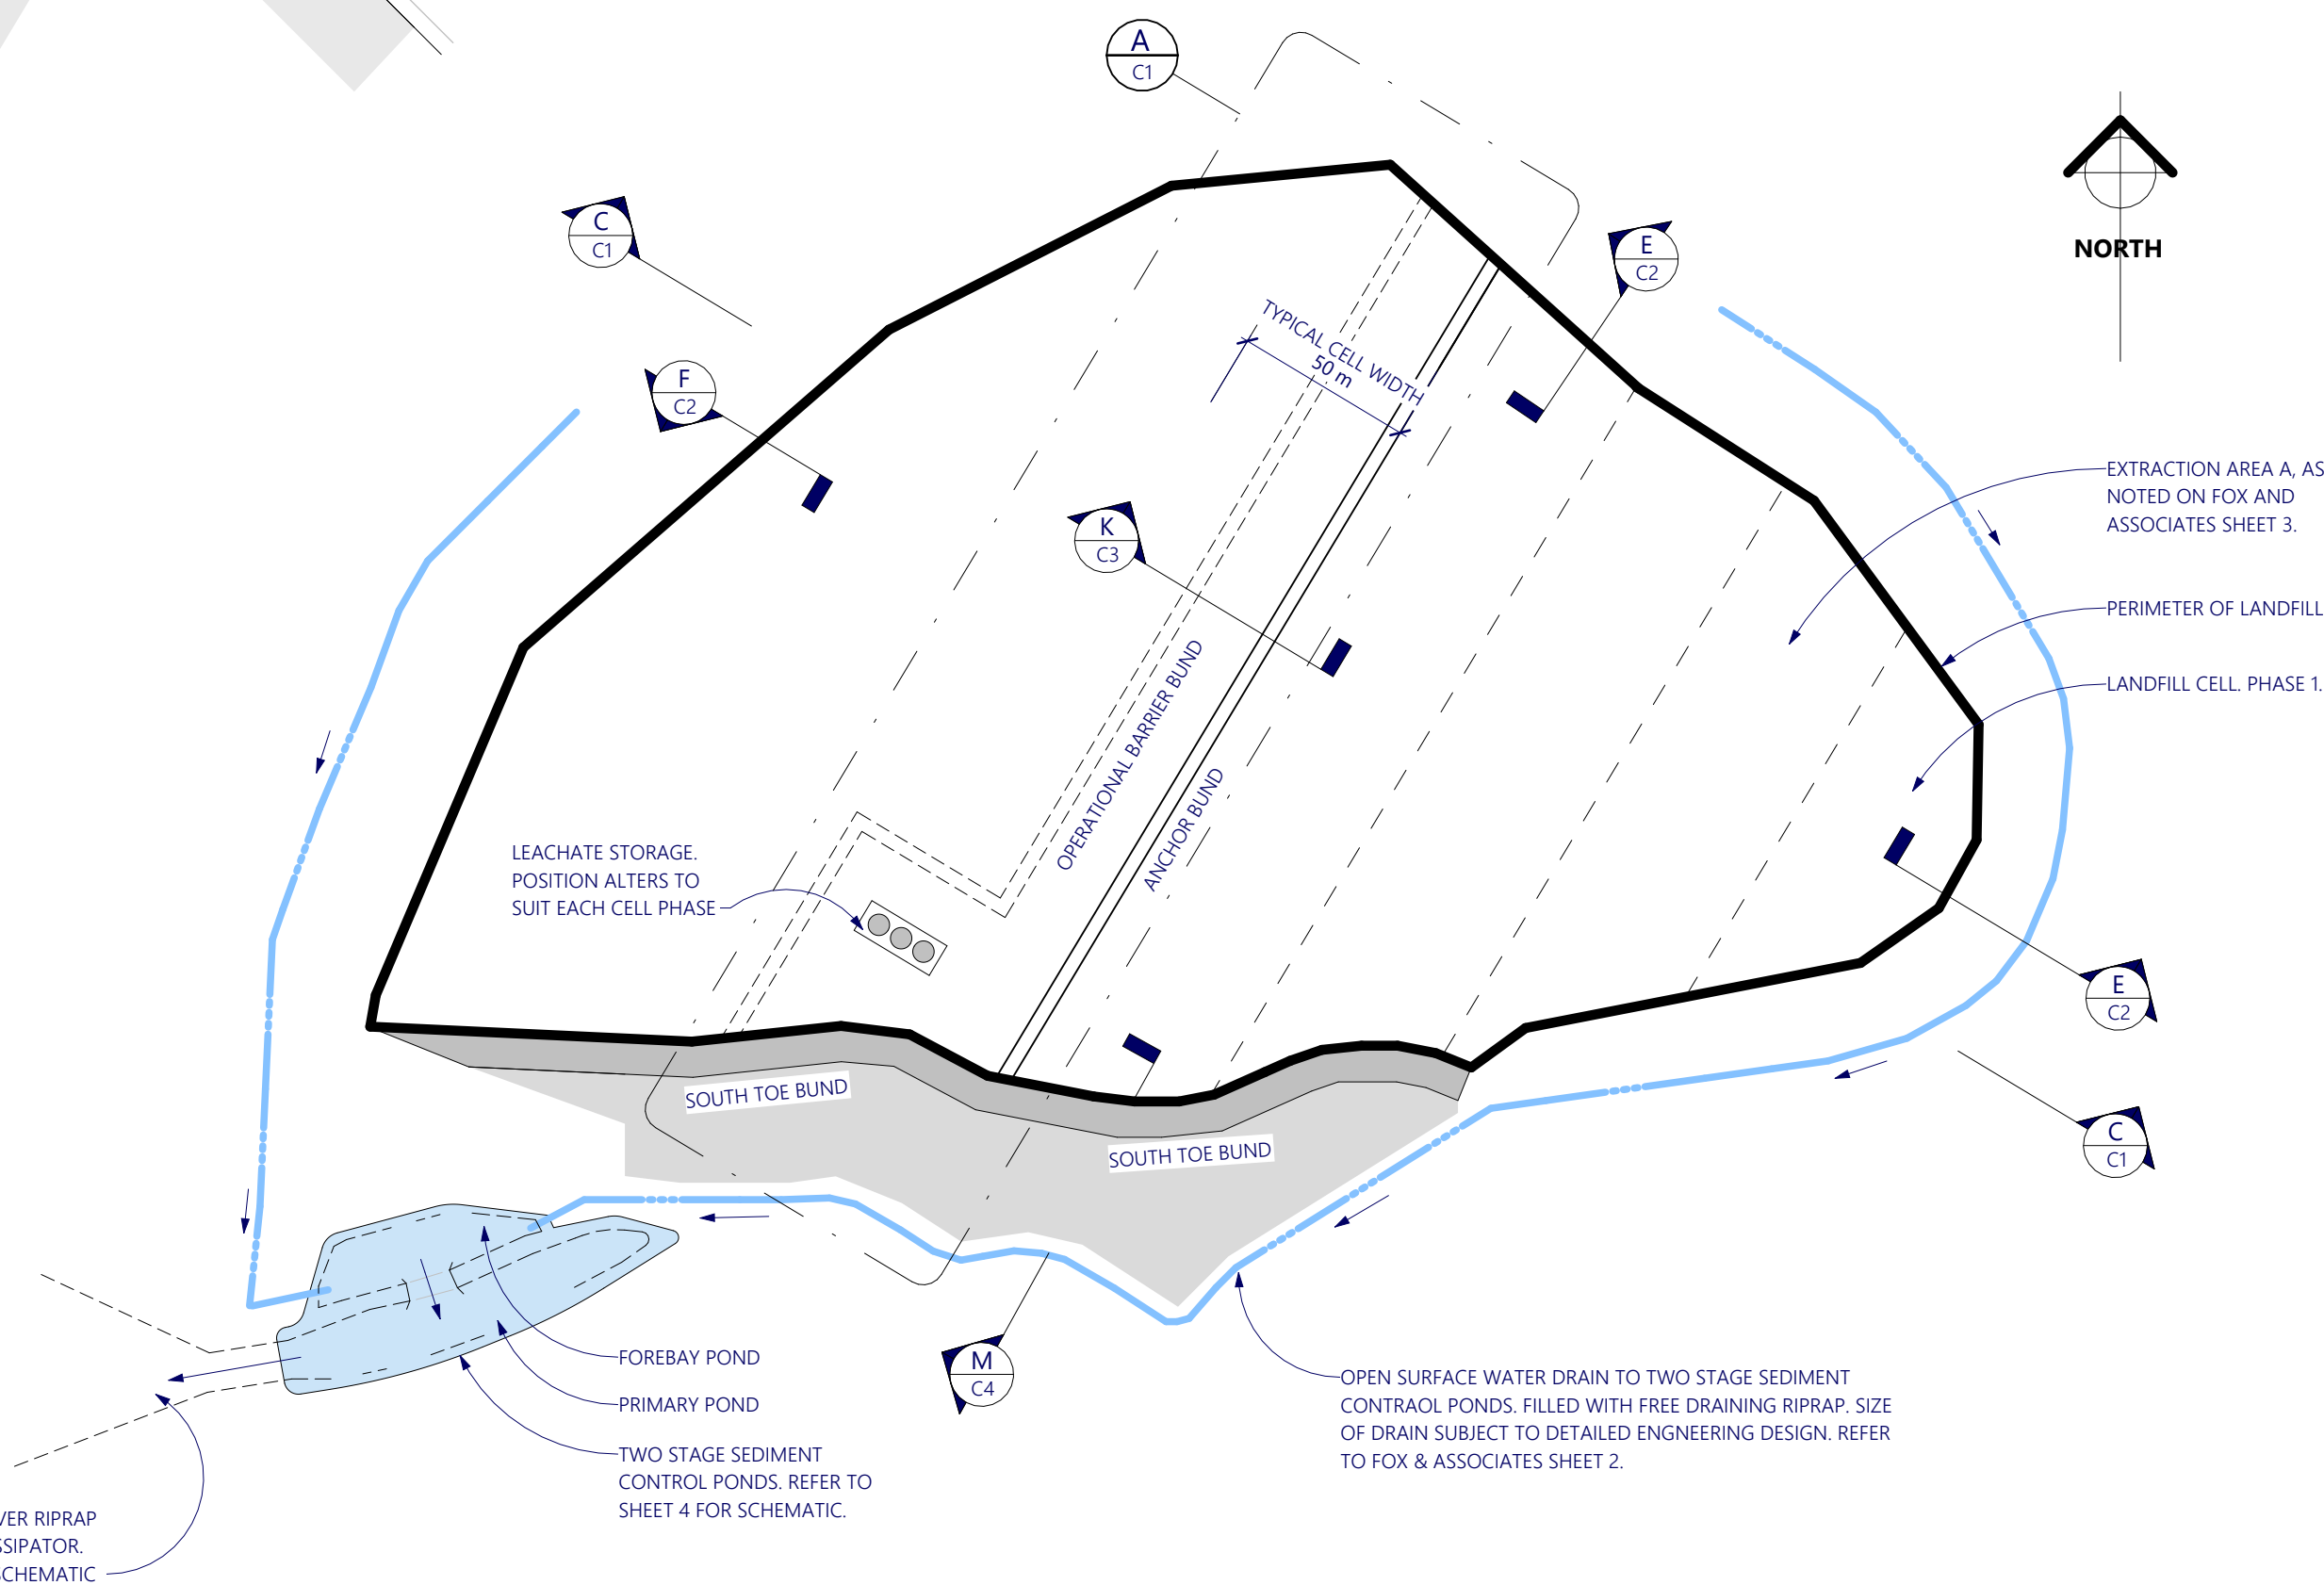 A
C1
C
C1
E
C2
NORTH
TYPICAL CELL WIDTH
50 m
F
C2
EXTRACTION AREA A, AS
NOTED ON FOX AND
ASSOCIATES SHEET 3.
K
C3
PERIMETER OF LANDFILL
LANDFILL CELL. PHASE 1.
OPERATIONAL BARRIER BUND
ANCHOR BUND
LEACHATE STORAGE.
POSITION ALTERS TO
SUIT EACH CELL PHASE
E
C2
SOUTH TOE BUND
SOUTH TOE BUND
C
C1
FOREBAY POND
PRIMARY POND
TWO STAGE SEDIMENT
CONTROL PONDS. REFER TO
SHEET 4 FOR SCHEMATIC.
M
C4
OPEN SURFACE WATER DRAIN TO TWO STAGE SEDIMENT
CONTRAOL PONDS. FILLED WITH FREE DRAINING RIPRAP. SIZE
OF DRAIN SUBJECT TO DETAILED ENGNEERING DESIGN. REFER
TO FOX & ASSOCIATES SHEET 2.
RIPRAP
SCHEMATIC